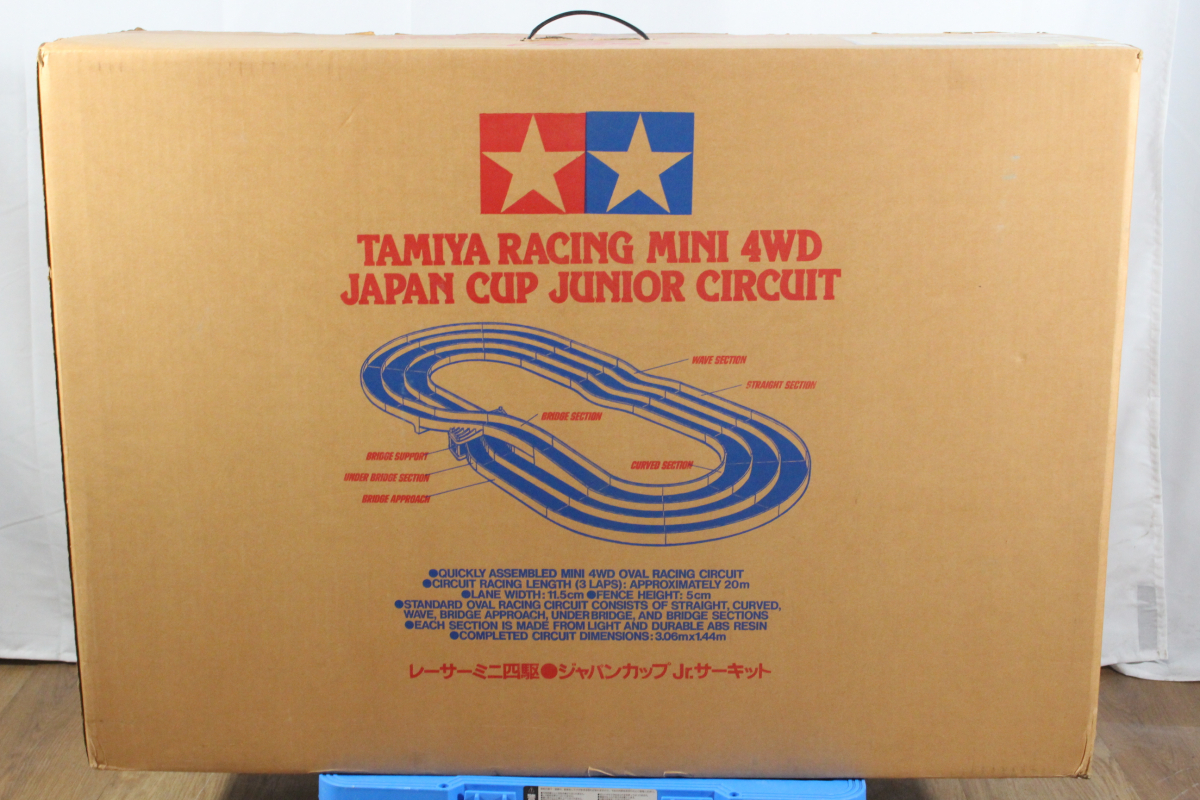 TAMIYA RACING MINI 4WD
JAPAN CUP JUNIOR CIRCUIT
WAVE SECTION
STRAIGHT SECTION
BRIDGE SECTION
BRIDGE SUPPORT
CURVED SECTION
UNDER BRIDGE SECTION
BRIDGE APPROACH
●QUICKLY ASSEMBLED MINI 4WD OVAL RACING CIRCUIT
●CIRCUIT RACING LENGTH (3 LAPS): APPROXIMATELY 20m
●LANE WIDTH: 11.5cm ●FENCE HEIGHT: 5cm
●STANDARD OVAL RACING CIRCUIT CONSISTS OF STRAIGHT, CURVED,
WAVE, BRIDGE APPROACH, UNDER BRIDGE, AND BRIDGE SECTIONS
●EACH SECTION IS MADE FROM LIGHT AND DURABLE ABS RESIN
●COMPLETED CIRCUIT DIMENSIONS: 3.06m×1.44m
レーサーミニ四駆●ジャパンカップJr.サーキット